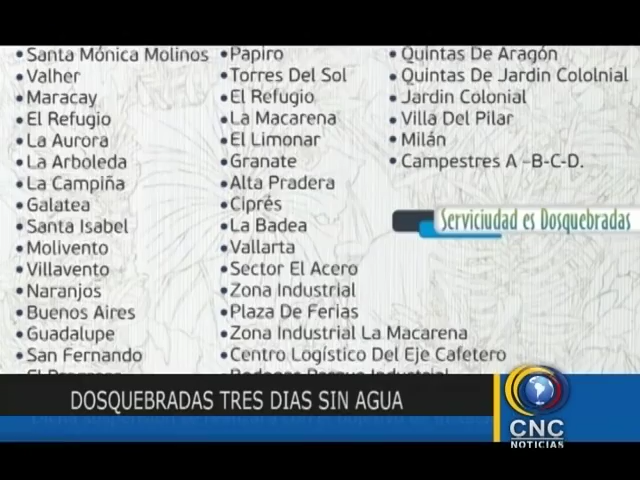 Santa Mónica Molinos
Valher
Maracay
El Refugio
La Aurora
La Arboleda
La Campiña
Galatea
Santa Isabel
Molivento
Villavento
Naranjos
Buenos Aires
Guadalupe
San Fernando
Papiro
Torres Del Sol
El Refugio
La Macarena
El Limonar
Granate
Alta Pradera
Ciprés
La Badea
Vallarta
Sector El Acero
Zona Industrial
Plaza De Ferias
Zona Industrial La Macarena
Centro Logístico Del Eje Cafetero
Quintas De Aragón
Quintas De Jardin Cololnial
Jardin Colonial
Villa Del Pilar
Milán
Campestres A –B-C-D.
Serviciudad es Dosquebradas
DOSQUEBRADAS TRES DIAS SIN AGUA
CNC
NOTICIAS